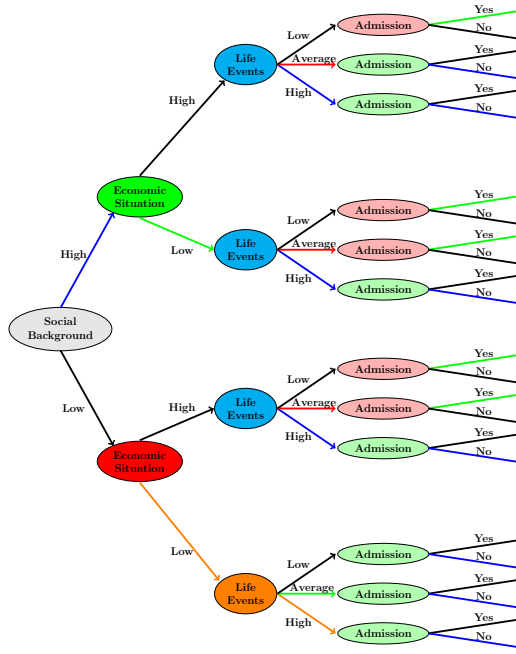 Yes
No
Low
Admission
Average
Life
Events
Admission
Yes
No
High
Admission
Yes
No
High
Economic
Situation
Yes
No
Low
Admission
Average
Low
Life
Events
Admission
Yes
No
High
Admission
Yes
No
High
Social
Background
Low
Yes
No
Low
Admission
High
Average
Life
Events
Admission
Yes
No
High
Admission
Yes
No
Economic
Situation
Yes
No
Low
Low
Admission
Average
Life
Events
Admission
Yes
No
High
Admission
Yes
No